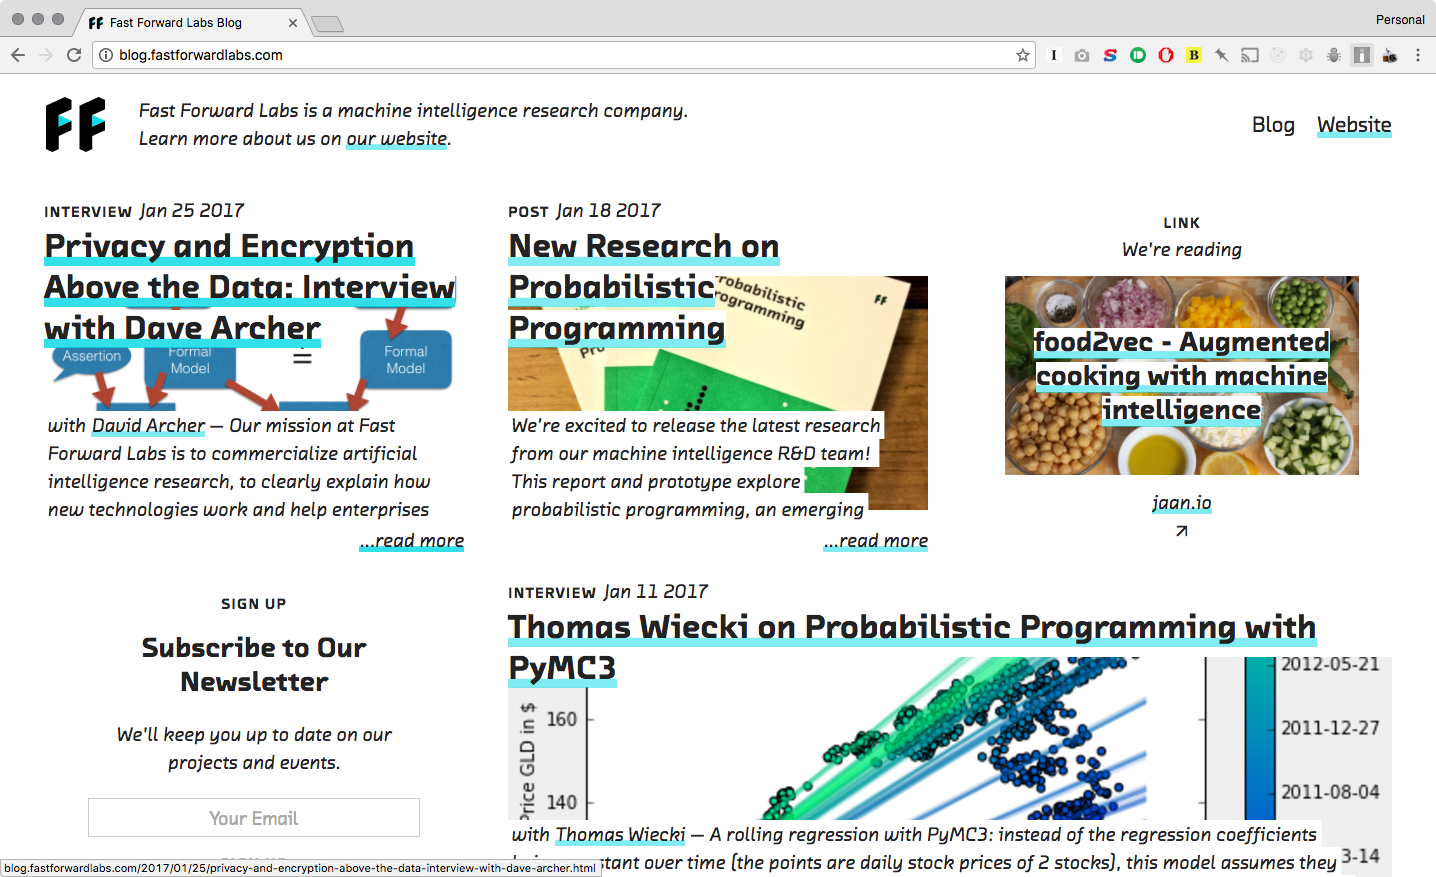 Fast Forward Labs Blog
Personal
blog.fastforwardlabs.com
FF
Fast Forward Labs is a machine intelligence research company.
Learn more about us on our website.
Blog Website
INTERVIEW Jan 25 2017
Privacy and Encryption
Above the Data: Interview
with Dave Archer
Assertion
Formal
Model
Formal
Model
with David Archer — Our mission at Fast
Forward Labs is to commercialize artificial
intelligence research, to clearly explain how
new technologies work and help enterprises
...read more
POST Jan 18 2017
New Research on
Probabilistic
Programming
robabilistic
rogramming
FF
Pro
We're excited to release the latest research
from our machine intelligence R&D team!
This report and prototype explore
probabilistic programming, an emerging
...read more
LINK
We're reading
food2vec - Augmented
cooking with machine
intelligence
jaan.io
SIGN UP
Subscribe to Our
Newsletter
We'll keep you up to date on our
projects and events.
Your Email
INTERVIEW Jan 11 2017
Thomas Wiecki on Probabilistic Programming with
PyMC3
Price GLD in $
160
140
2012-05-21
2011-12-27
2011-08-04
3-14
with Thomas Wiecki — A rolling regression with PyMC3: instead of the regression coefficients
stant over time (the points are daily stock prices of 2 stocks), this model assumes they
blog.fastforwardlabs.com/2017/01/25/privacy-and-encryption-above-the-data-interview-with-dave-archer.html